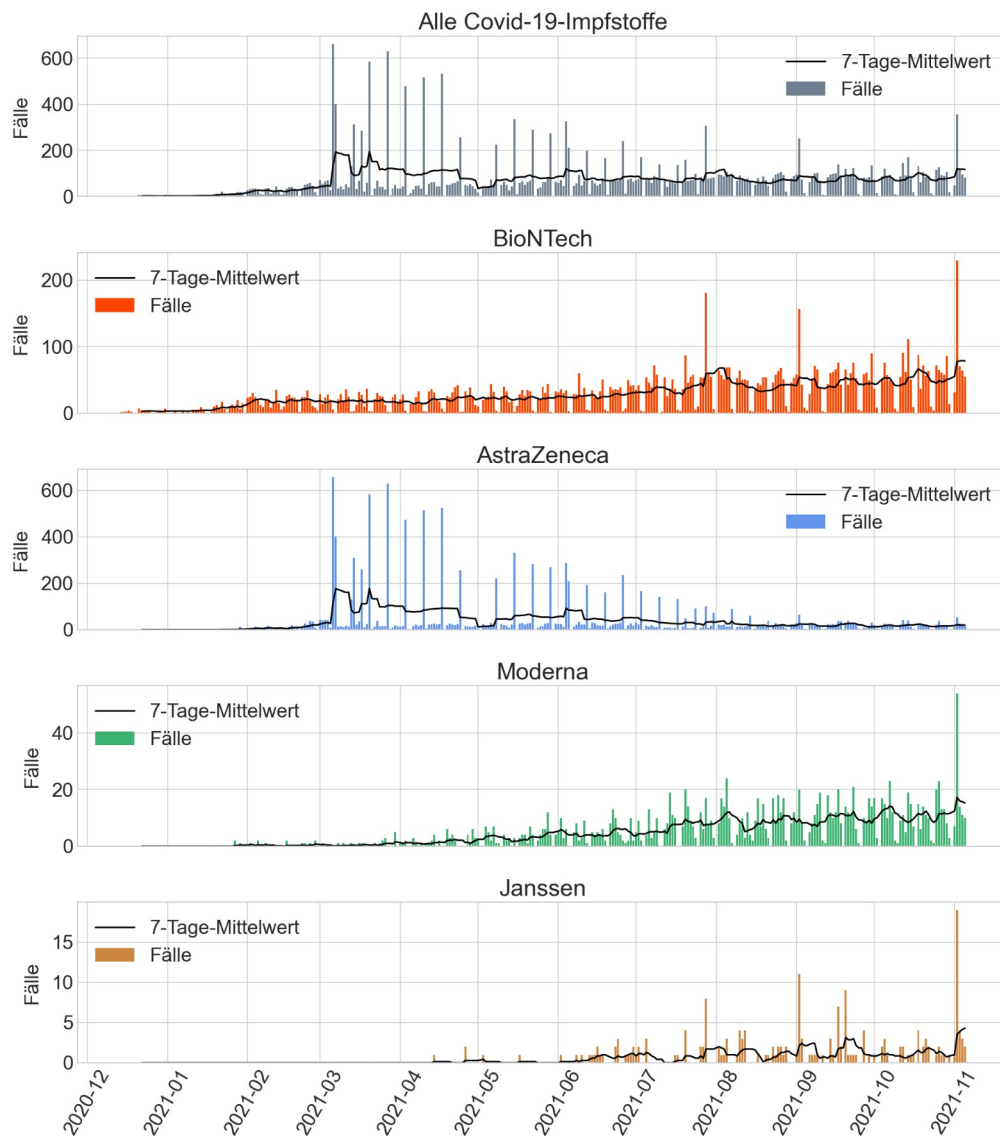 Alle Covid-19-Impfstoffe
600
400
200
0
Fälle
7-Tage-Mittelwert
Fälle
BioNTech
200
100
0
Fälle
7-Tage-Mittelwert
Fälle
AstraZeneca
600
400
200
0
Fälle
7-Tage-Mittelwert
Fälle
Moderna
40
20
0
Fälle
7-Tage-Mittelwert
Fälle
Janssen
15
10
5
0
Fälle
7-Tage-Mittelwert
Fälle
2020-12
2021-01
2021-02
2021-03
2021-04
2021-05
2021-06
2021-07
2021-08
2021-09
2021-10
2021-11